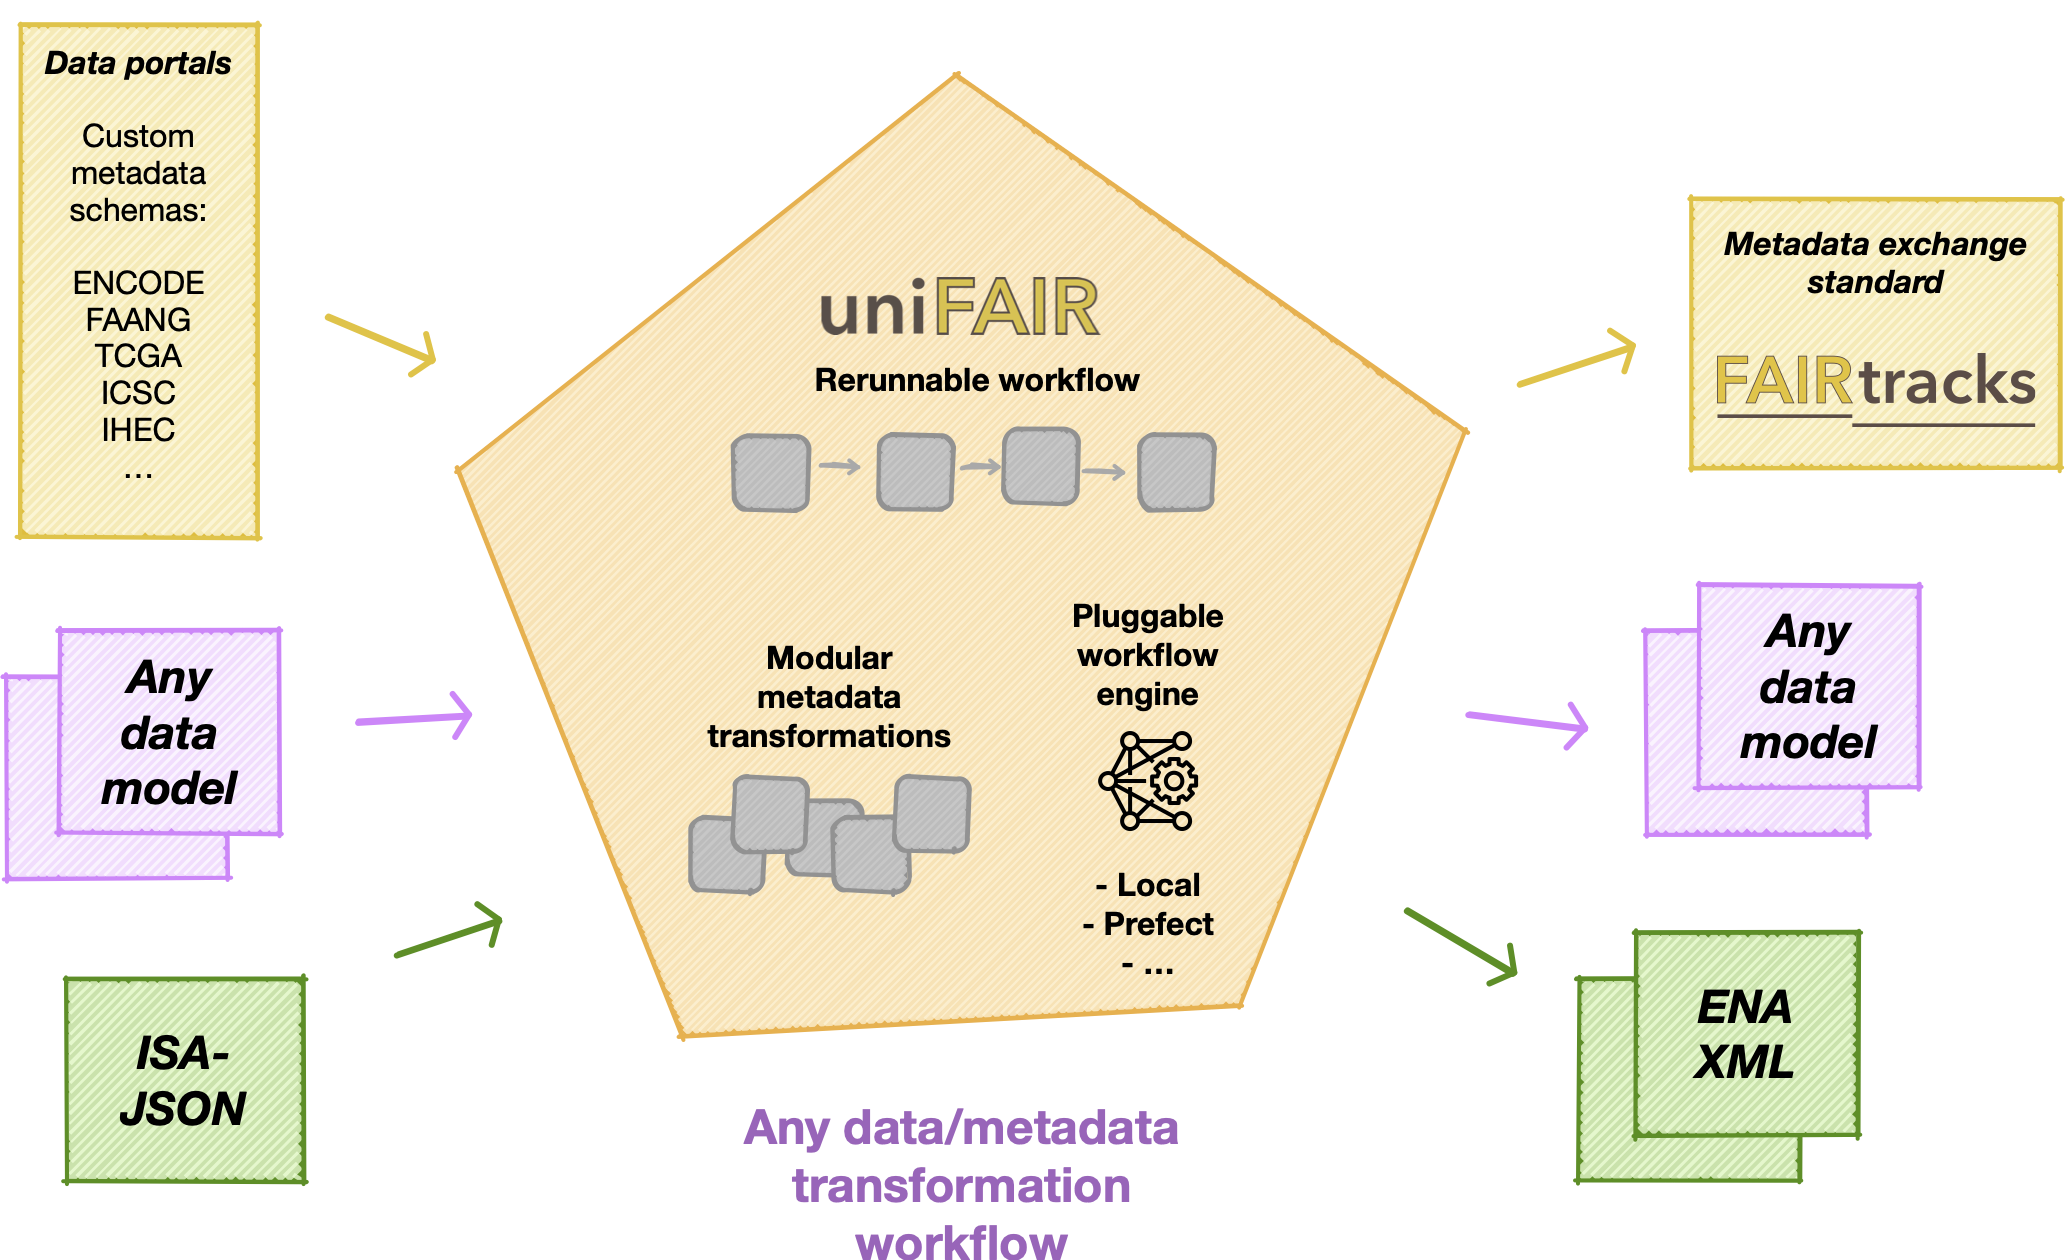 Data portals
Custom
metadata
schemas:
ENCODE
FAANG
TCGA
ICSC
IHEC
...
Any
data
model
ISA-
JSON
uniFAIR
Rerunnable workflow
Modular
metadata
transformations
Pluggable
workflow
engine
- Local
- Prefect
- ...
Any data/metadata
transformation
workflow
Metadata exchange
standard
FAIRtracks
Any
data
model
ENA
XML